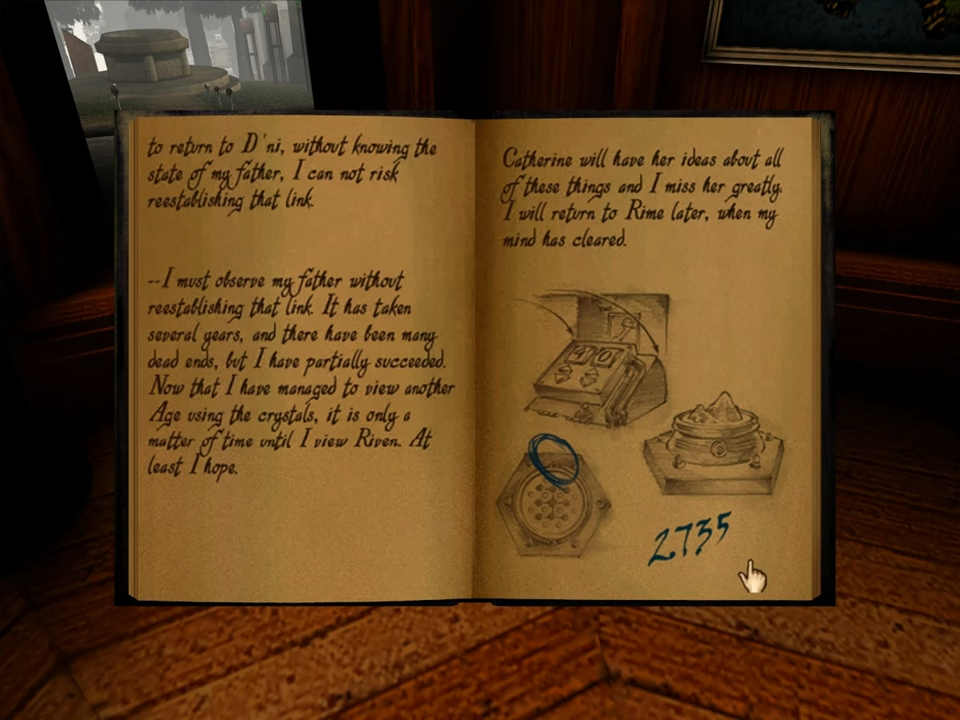 to return to D'ni, without knowing the
state of my father, I can not risk
reestablishing that link.
--I must observe my father without
reestablishing that link. It has taken
several years, and there have been many
dead ends, but I have partially succeeded.
Now that I have managed to view another
Age using the crystals, it is only a
matter of time until I view Riven. At
least I hope.
Catherine will have her ideas about all
of these things and I miss her greatly.
I will return to Rime later, when my
mind has cleared.
40
2735